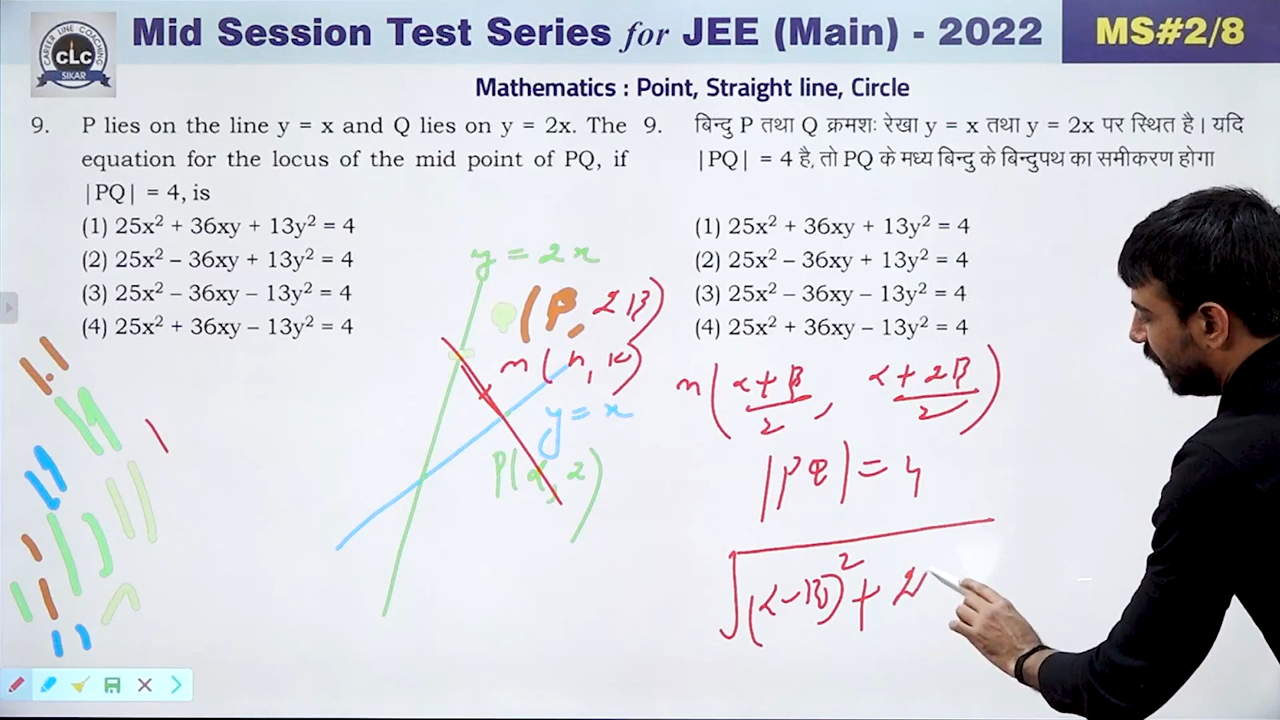 CAREER LINE COACHING
CLC
SIKAR
Mid Session Test Series for JEE (Main) - 2022
MS#2/8
Mathematics : Point, Straight line, Circle
9. P lies on the line y = x and Q lies on y = 2x. The
equation for the locus of the mid point of PQ, if
|PQ| = 4, is
(1) 25x² + 36xy + 13y² = 4
(2) 25x² – 36xy + 13y² = 4
(3) 25x² – 36xy – 13y² = 4
(4) 25x² + 36xy – 13y² = 4
9. बिन्दु P तथा Q क्रमशः रेखा y = x तथा y = 2x पर स्थित है। यदि
|PQ| = 4 है, तो PQ के मध्य बिन्दु के बिन्दुपथ का समीकरण होगा
(1) 25x² + 36xy + 13y² = 4
(2) 25x² – 36xy + 13y² = 4
(3) 25x² – 36xy – 13y² = 4
(4) 25x² + 36xy – 13y² = 4
y = 2x
(β, 2β)
m(h, k)
y = x
P(α, α)
m(α+β/2, α+2β/2)
|PQ| = 4
√(α-β)² +